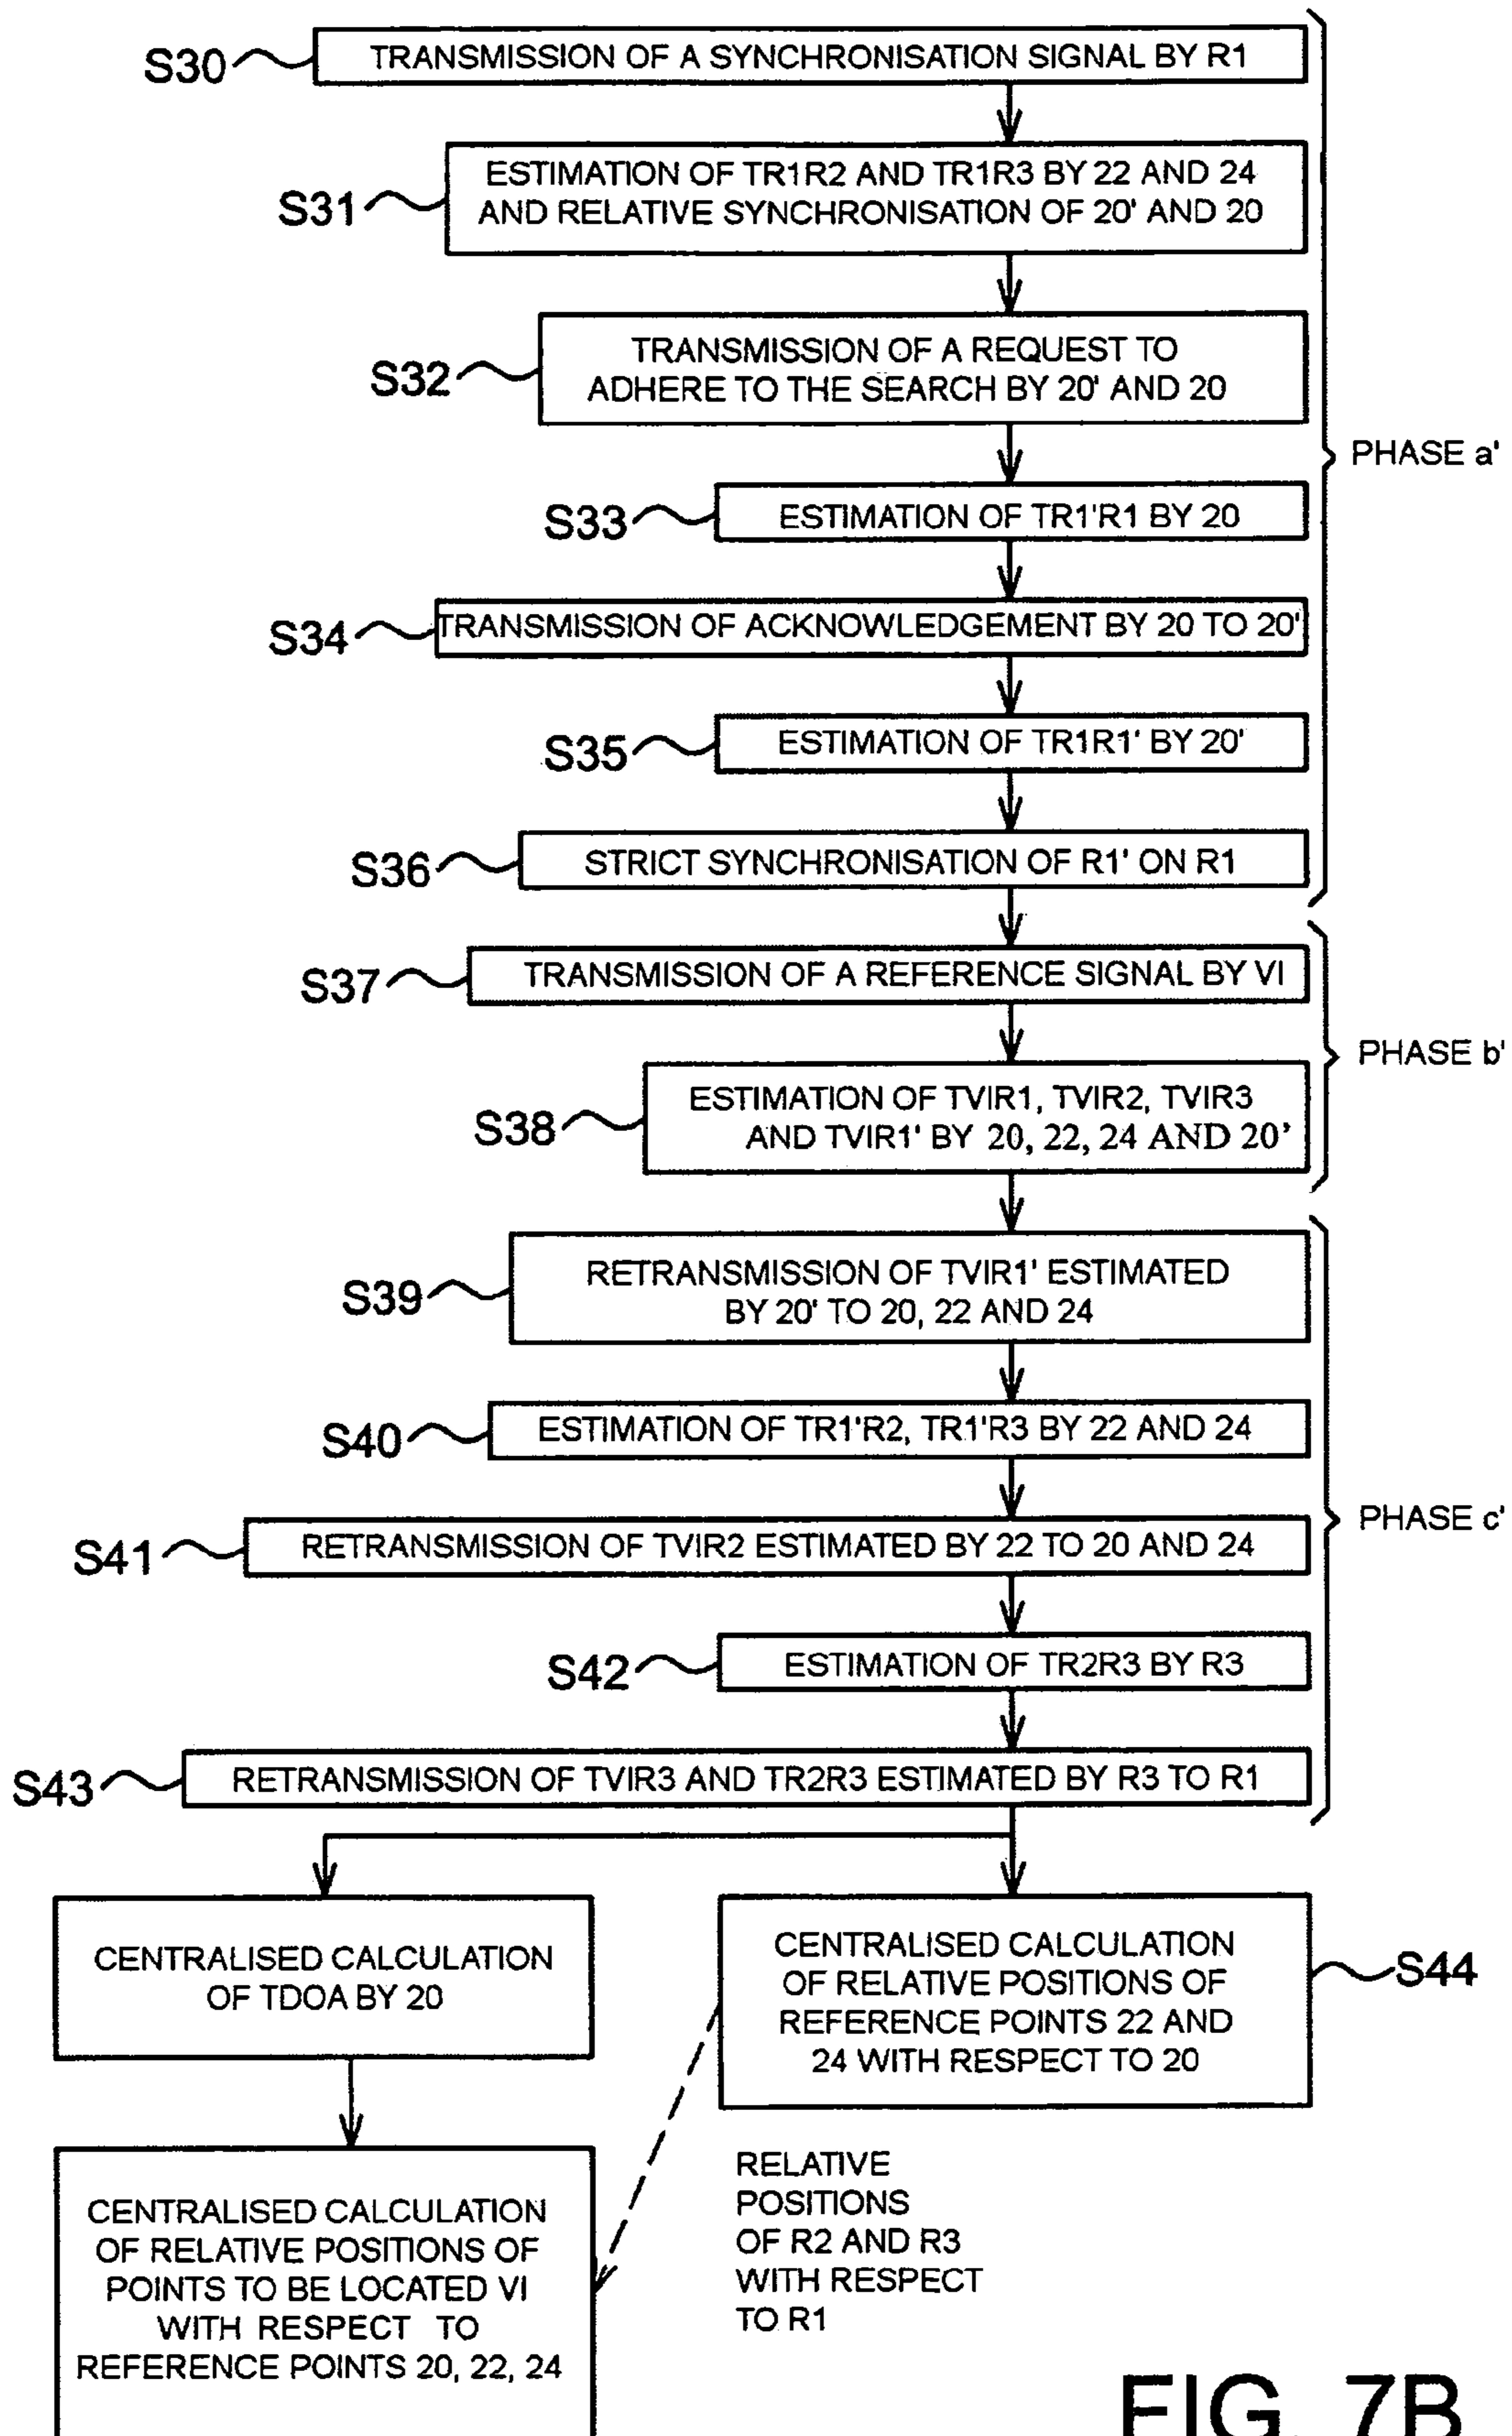 S30
TRANSMISSION OF A SYNCHRONISATION SIGNAL BY R1
S31
ESTIMATION OF TR1R2 AND TR1R3 BY 22 AND 24
AND RELATIVE SYNCHRONISATION OF 20' AND 20
S32
TRANSMISSION OF A REQUEST TO
ADHERE TO THE SEARCH BY 20' AND 20
PHASE a'
S33
ESTIMATION OF TR1'R1 BY 20
S34
TRANSMISSION OF ACKNOWLEDGEMENT BY 20 TO 20'
S35
ESTIMATION OF TR1R1' BY 20'
S36
STRICT SYNCHRONISATION OF R1' ON R1
S37
TRANSMISSION OF A REFERENCE SIGNAL BY VI
PHASE b'
S38
ESTIMATION OF TVIR1, TVIR2, TVIR3
AND TVIR1' BY 20, 22, 24 AND 20’
S39
RETRANSMISSION OF TVIR1' ESTIMATED
BY 20' TO 20, 22 AND 24
S40
ESTIMATION OF TR1'R2, TR1'R3 BY 22 AND 24
PHASE c'
S41
RETRANSMISSION OF TVIR2 ESTIMATED BY 22 TO 20 AND 24
S42
ESTIMATION OF TR2R3 BY R3
S43
RETRANSMISSION OF TVIR3 AND TR2R3 ESTIMATED BY R3 TO R1
CENTRALISED CALCULATION
OF TDOA BY 20
CENTRALISED CALCULATION
OF RELATIVE POSITIONS OF
REFERENCE POINTS 22 AND
24 WITH RESPECT TO 20
S44
CENTRALISED CALCULATION
OF RELATIVE POSITIONS OF
POINTS TO BE LOCATED VI
WITH RESPECT TO
REFERENCE POINTS 20, 22, 24
RELATIVE
POSITIONS
OF R2 AND R3
WITH RESPECT
TO R1
FIG. 7B